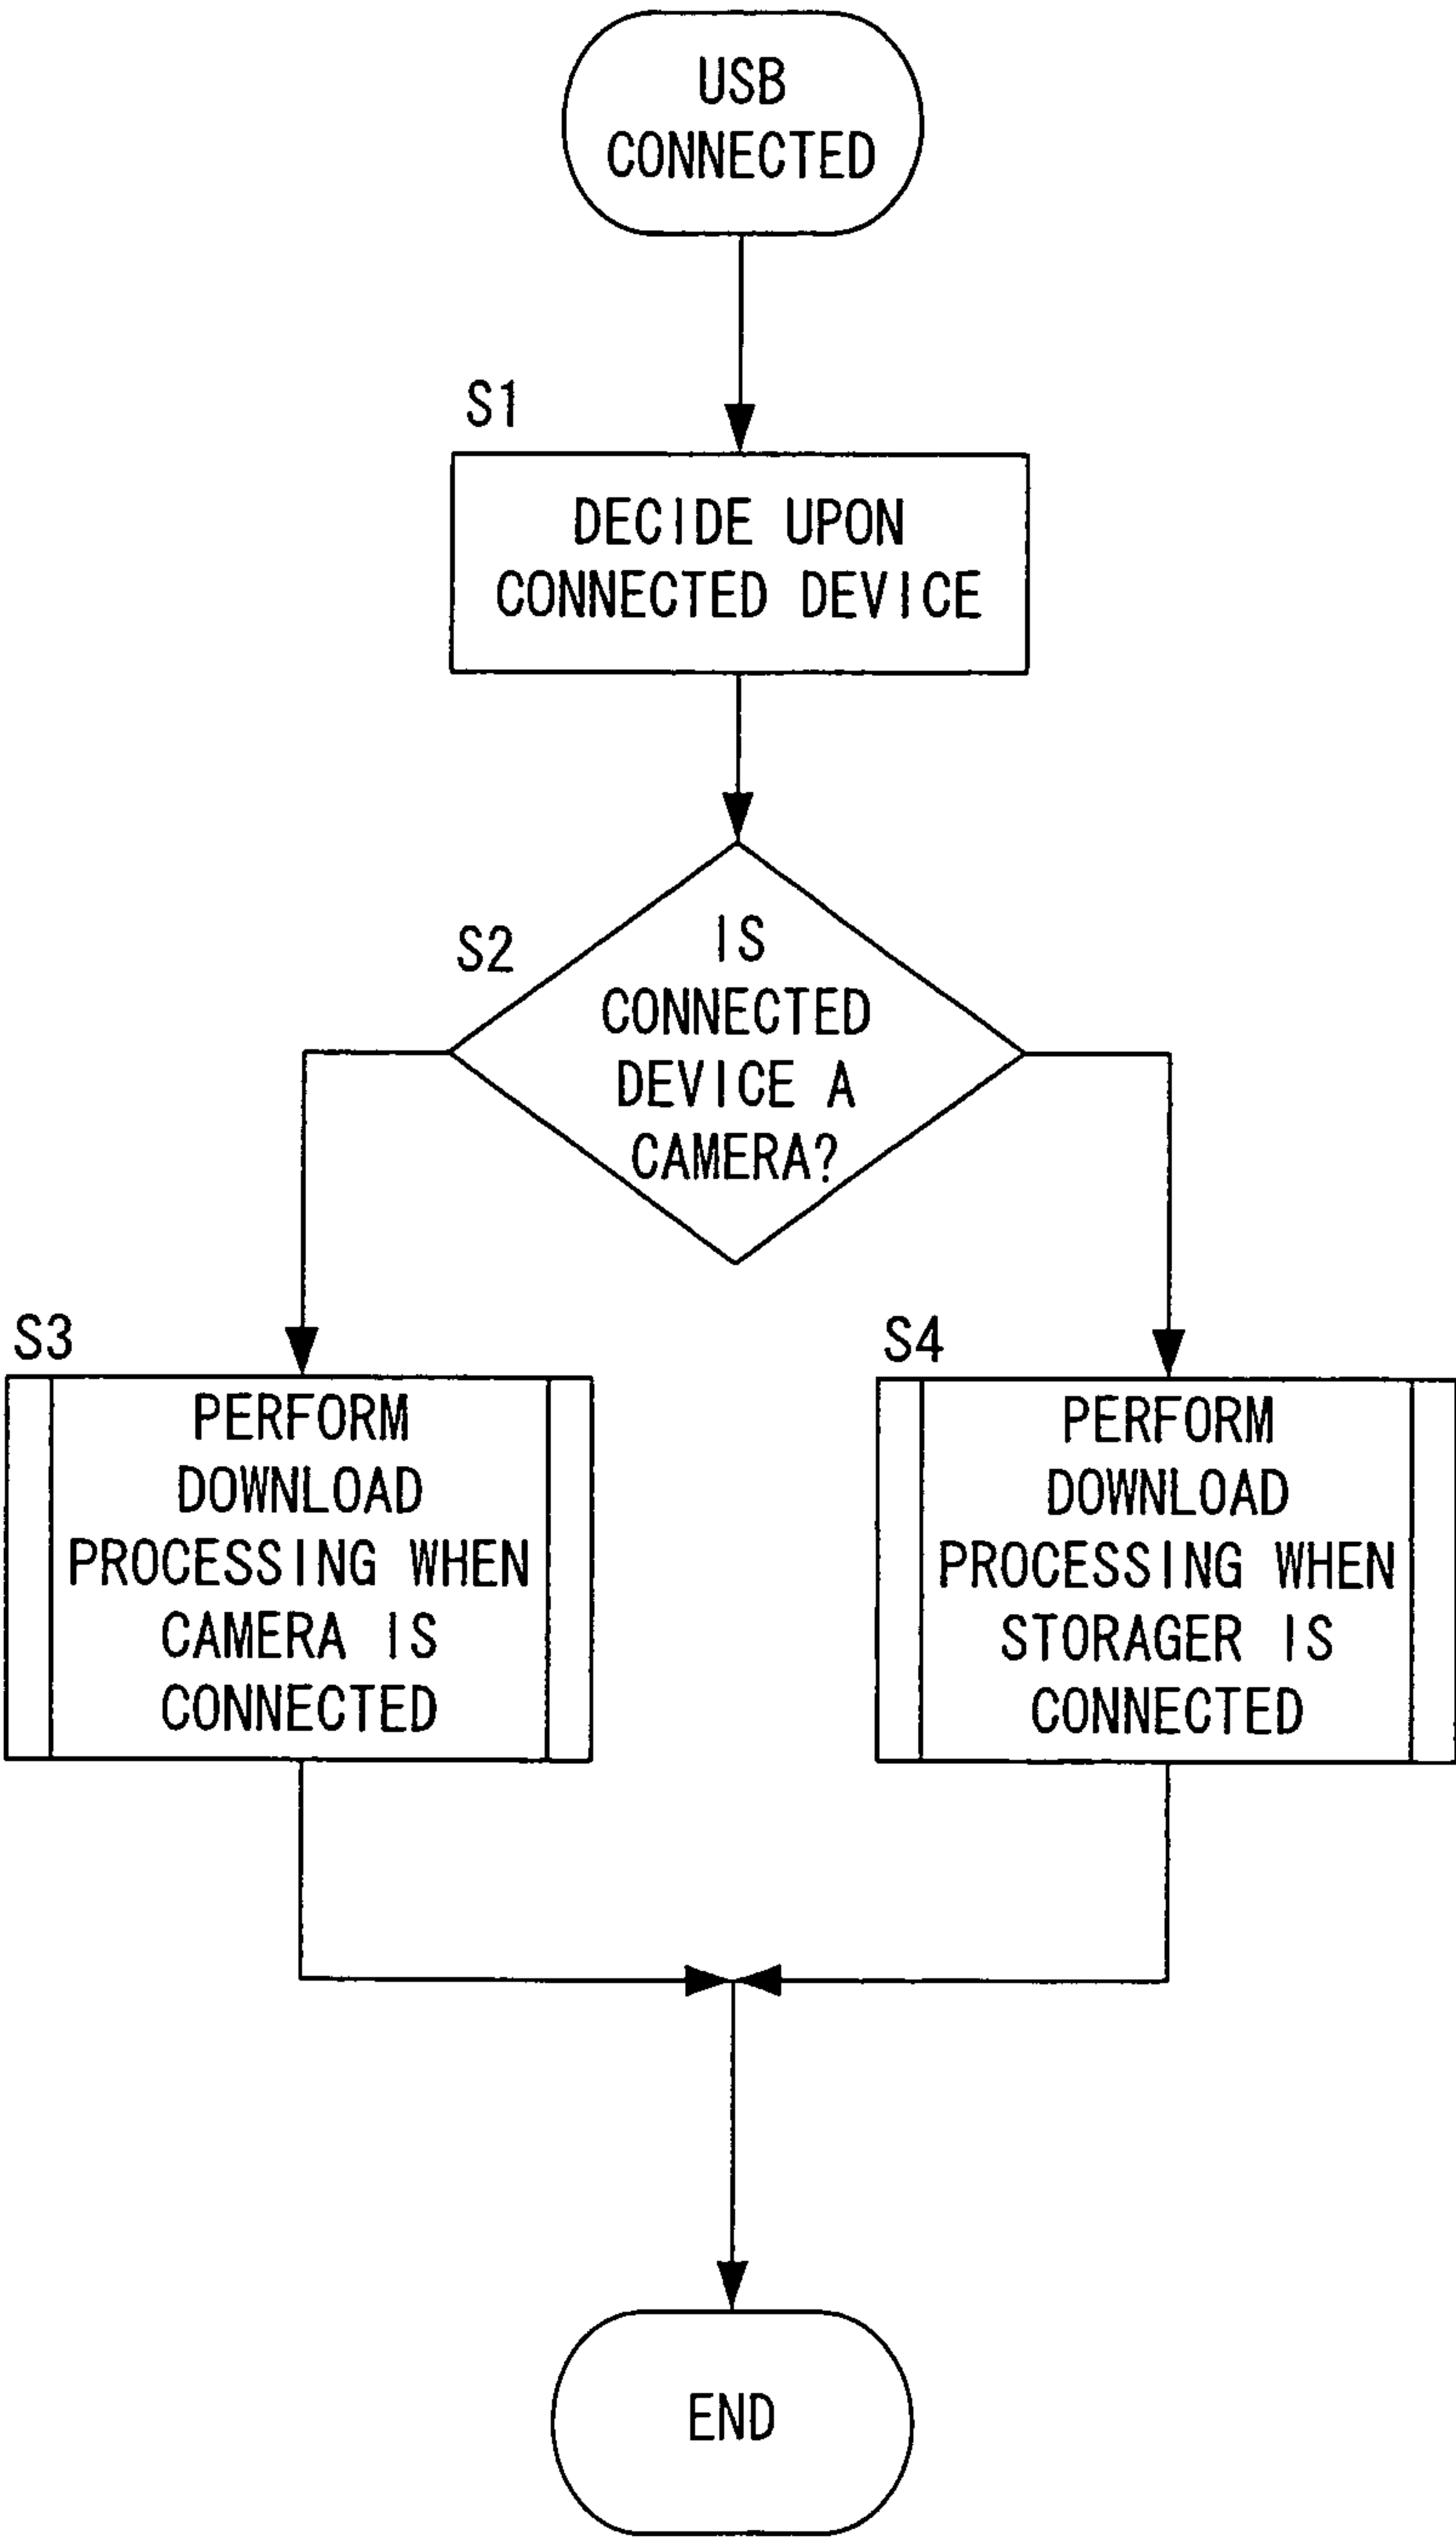 USB
CONNECTED
S1
DECIDE UPON
CONNECTED DEVICE
S2
IS
CONNECTED
DEVICE A
CAMERA?
S3
PERFORM
DOWNLOAD
PROCESSING WHEN
CAMERA IS
CONNECTED
S4
PERFORM
DOWNLOAD
PROCESSING WHEN
STORAGER IS
CONNECTED
END